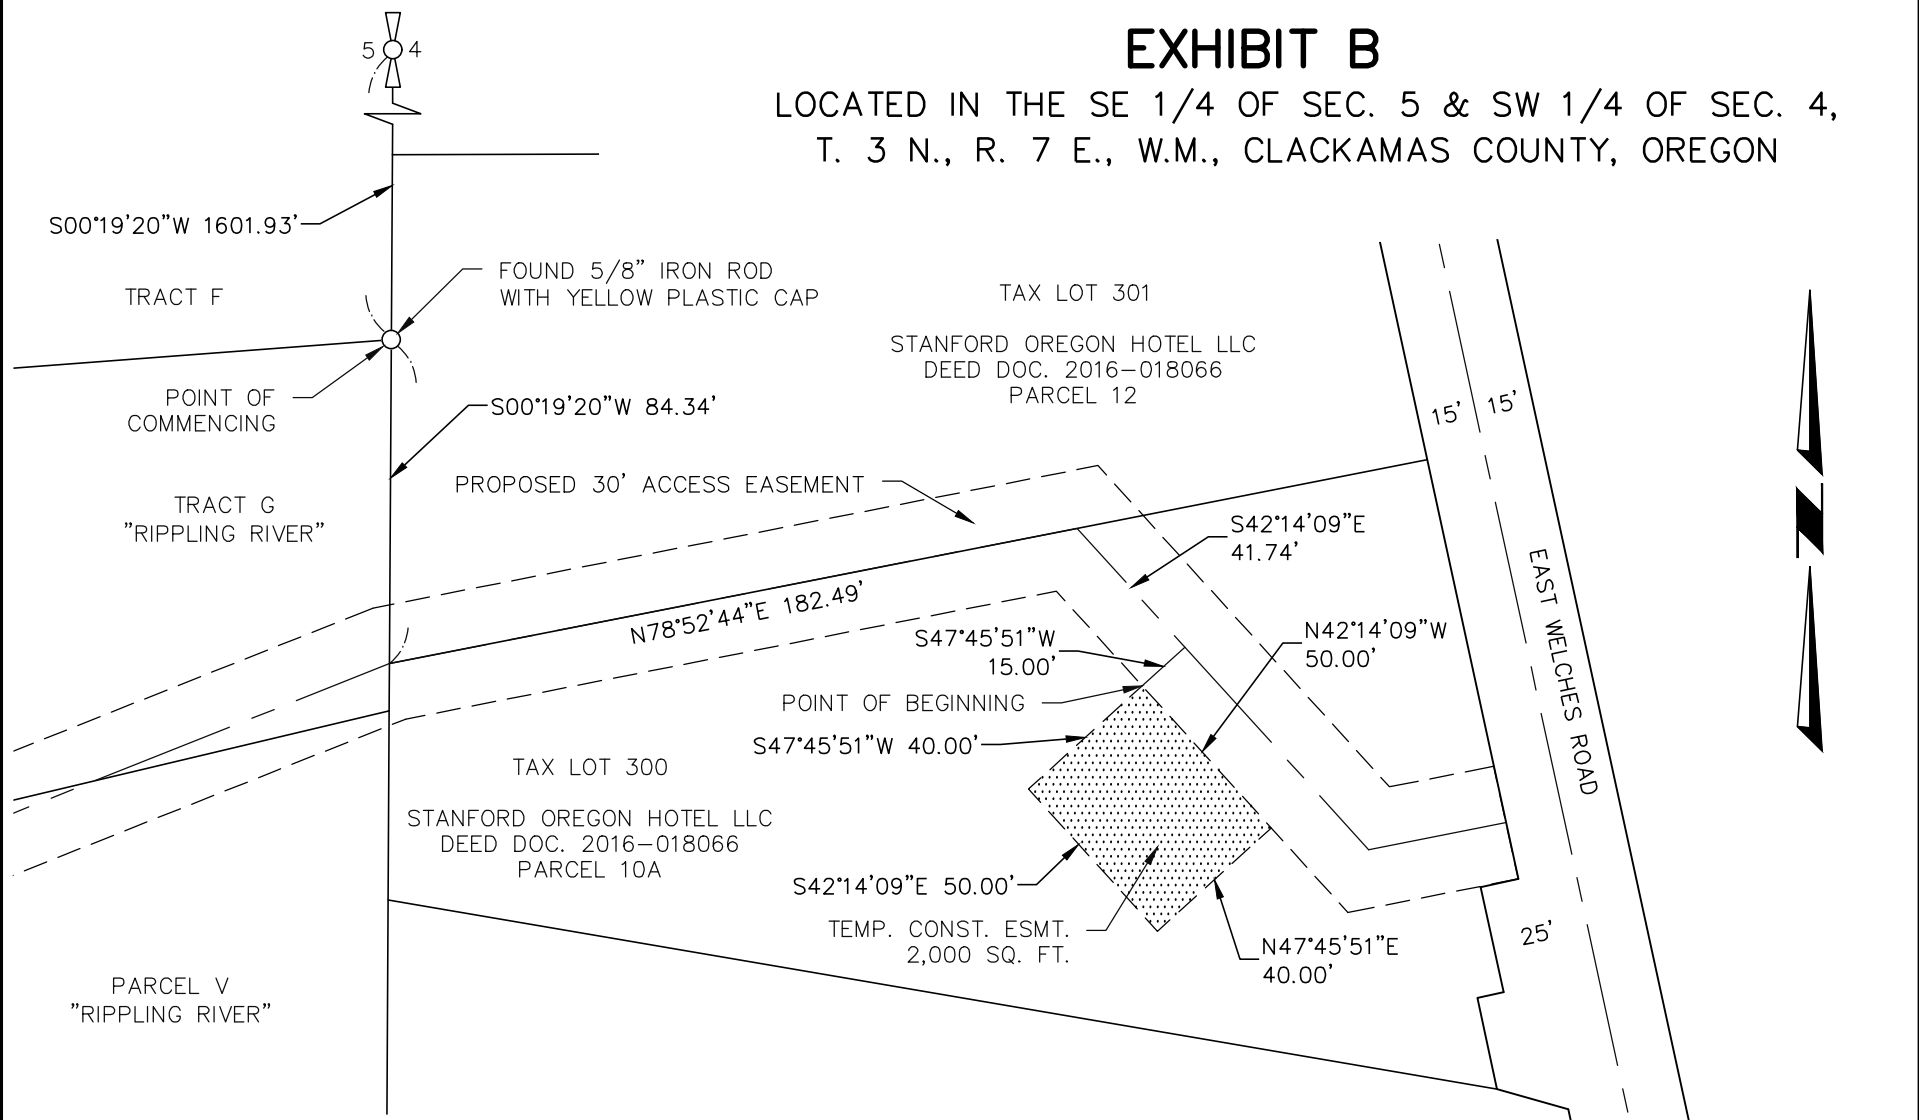 EXHIBIT B
LOCATED IN THE SE 1/4 OF SEC. 5 & SW 1/4 OF SEC. 4,
T. 3 N., R. 7 E., W.M., CLACKAMAS COUNTY, OREGON
5 4
S00°19'20"W 1601.93'
TRACT F
FOUND 5/8" IRON ROD
WITH YELLOW PLASTIC CAP
POINT OF
COMMENCING
S00°19'20"W 84.34'
TAX LOT 301
STANFORD OREGON HOTEL LLC
DEED DOC. 2016-018066
PARCEL 12
15' 15'
TRACT G
"RIPPLING RIVER"
PROPOSED 30' ACCESS EASEMENT
N
S42°14'09"E
41.74'
N78°52'44"E 182.49'
EAST WELCHES ROAD
S47°45'51"W
15.00'
N42°14'09"W
50.00'
POINT OF BEGINNING
S47°45'51"W 40.00'
TAX LOT 300
STANFORD OREGON HOTEL LLC
DEED DOC. 2016-018066
PARCEL 10A
S42°14'09"E 50.00'
TEMP. CONST. ESMT.
2,000 SQ. FT.
N47°45'51"E
40.00'
25'
PARCEL V
"RIPPLING RIVER"